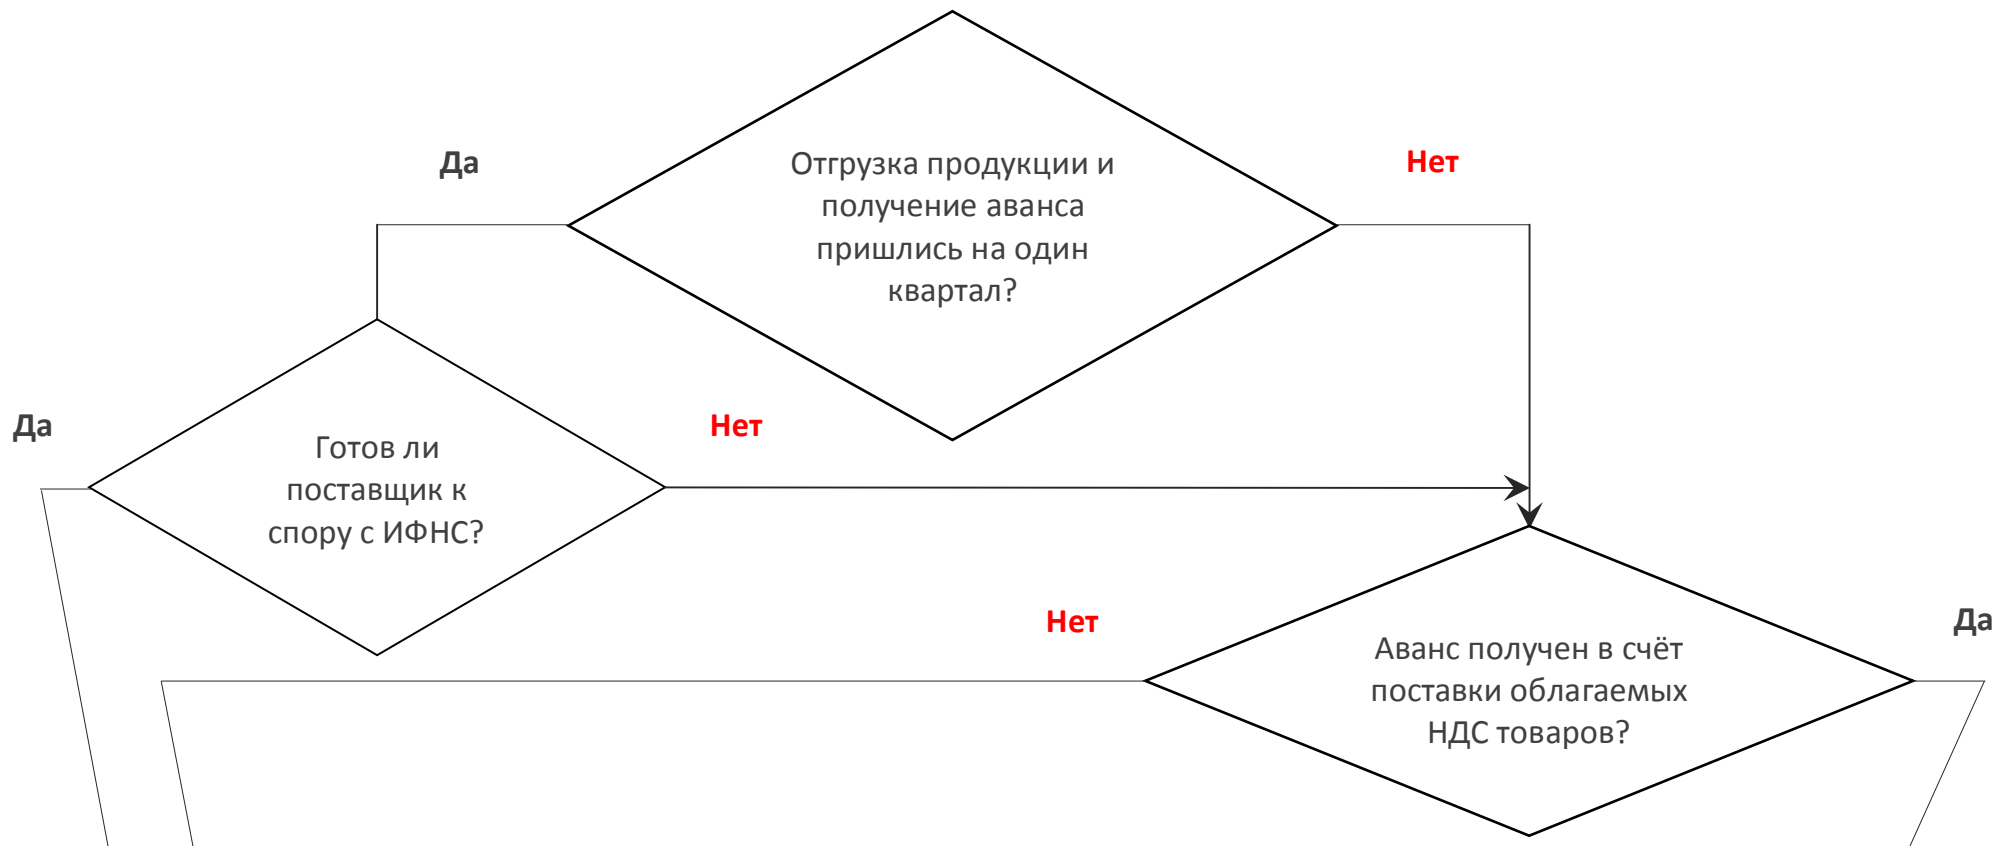 Да
Отгрузка продукции и
получение аванса
пришлись на один
квартал?
Нет
Да
Готов ли
поставщик к
спору с ИФНС?
Нет
Нет
Аванс получен в счёт
поставки облагаемых
НДС товаров?
Да